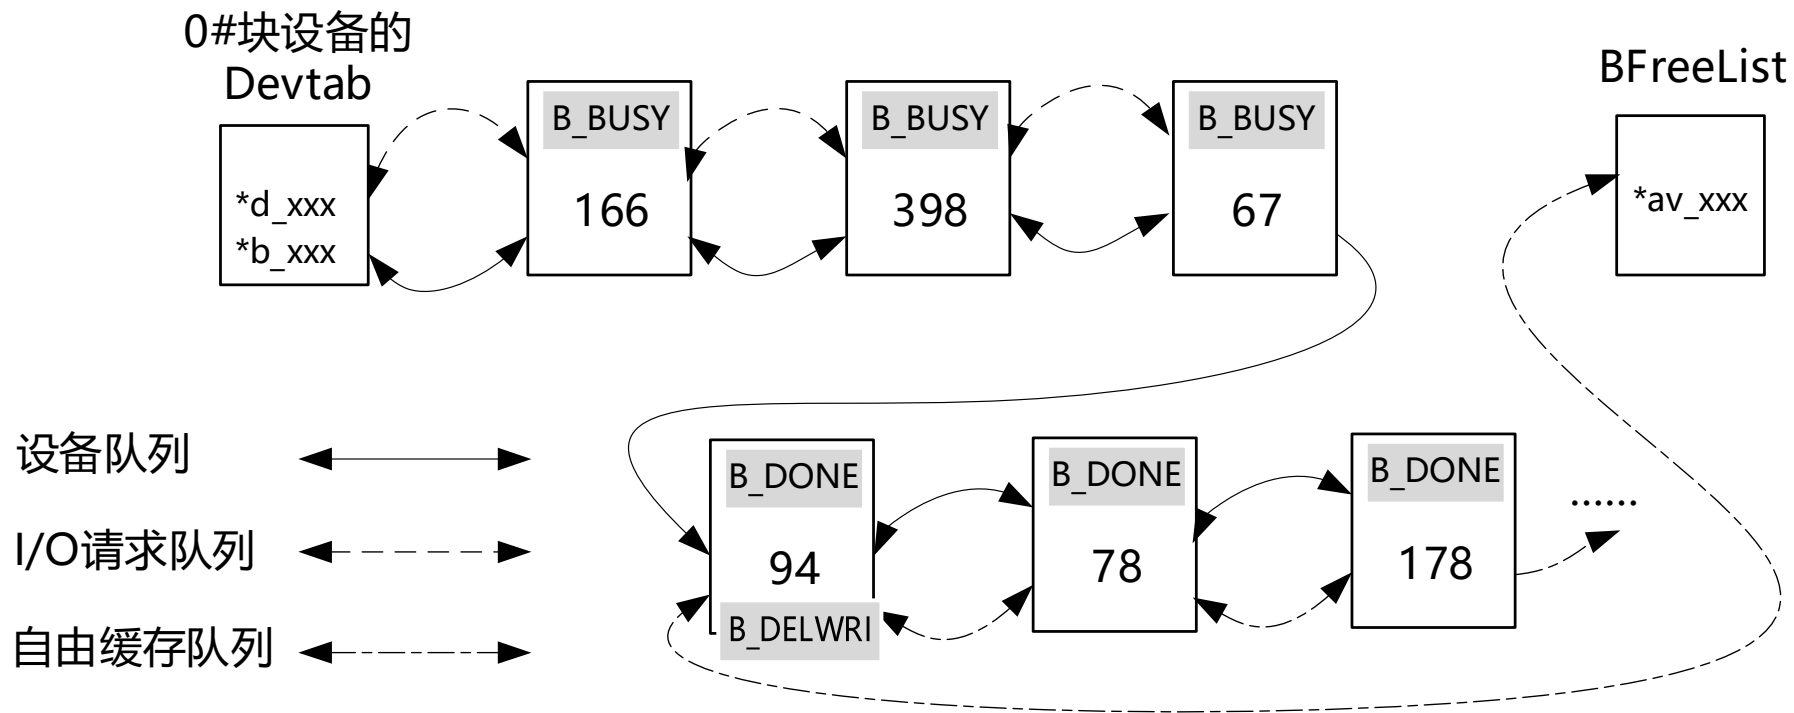 0#块设备的
Devtab
*d_xxx
*b_xxx
B_BUSY
166
B_BUSY
398
B_BUSY
67
BFreeList
*av_xxx
设备队列
I/O请求队列
自由缓存队列
B_DONE
94
B_DELWRI
B_DONE
78
B_DONE
178
......